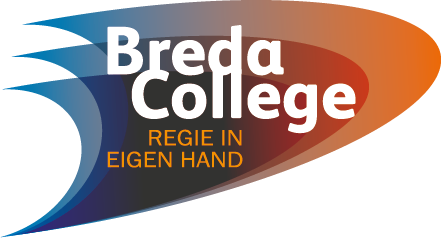 Breda
College
REGIE IN
EIGEN HAND